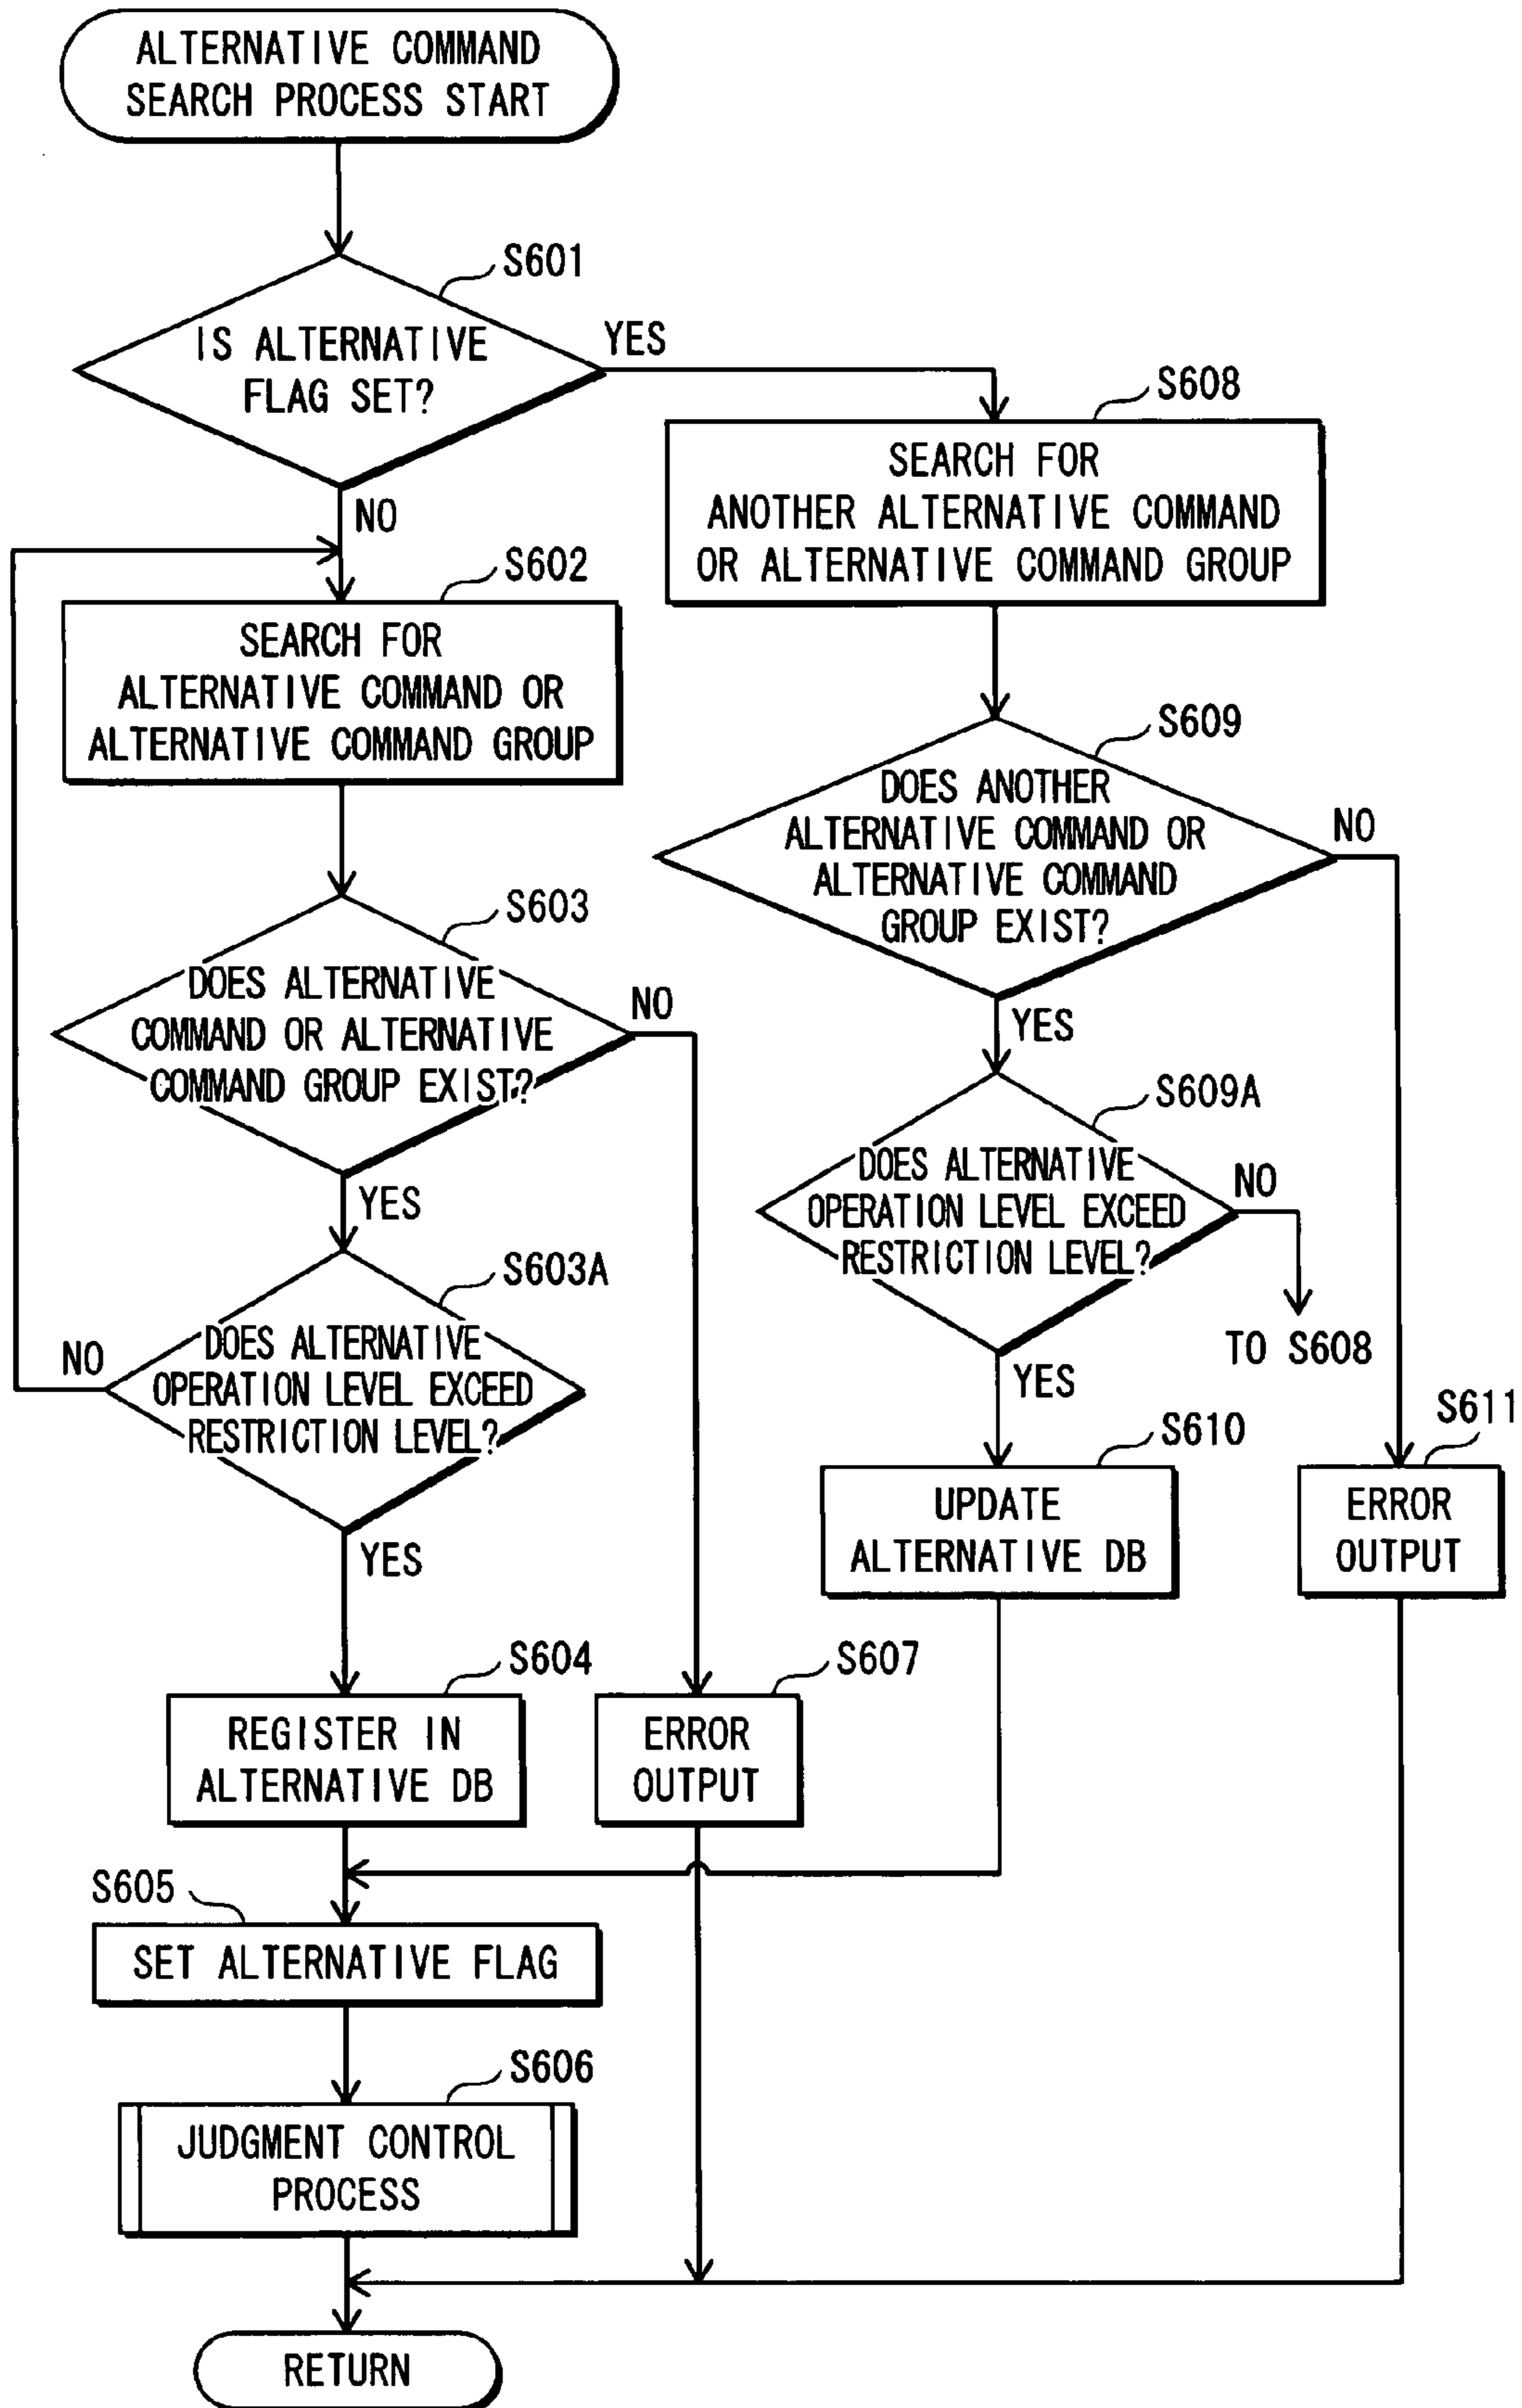 ALTERNATIVE COMMAND
SEARCH PROCESS START
S601
IS ALTERNATIVE
FLAG SET?
YES
NO
S608
SEARCH FOR
ANOTHER ALTERNATIVE COMMAND
OR ALTERNATIVE COMMAND GROUP
S602
SEARCH FOR
ALTERNATIVE COMMAND OR
ALTERNATIVE COMMAND GROUP
S609
DOES ANOTHER
ALTERNATIVE COMMAND OR
ALTERNATIVE COMMAND
GROUP EXIST?
NO
YES
S603
DOES ALTERNATIVE
COMMAND OR ALTERNATIVE
COMMAND GROUP EXIST?
NO
YES
S609A
DOES ALTERNATIVE
OPERATION LEVEL EXCEED
RESTRICTION LEVEL?
NO
TO S608
YES
S603A
DOES ALTERNATIVE
OPERATION LEVEL EXCEED
RESTRICTION LEVEL?
NO
YES
S610
UPDATE
ALTERNATIVE DB
S611
ERROR
OUTPUT
S604
REGISTER IN
ALTERNATIVE DB
S607
ERROR
OUTPUT
S605
SET ALTERNATIVE FLAG
S606
JUDGMENT CONTROL
PROCESS
RETURN